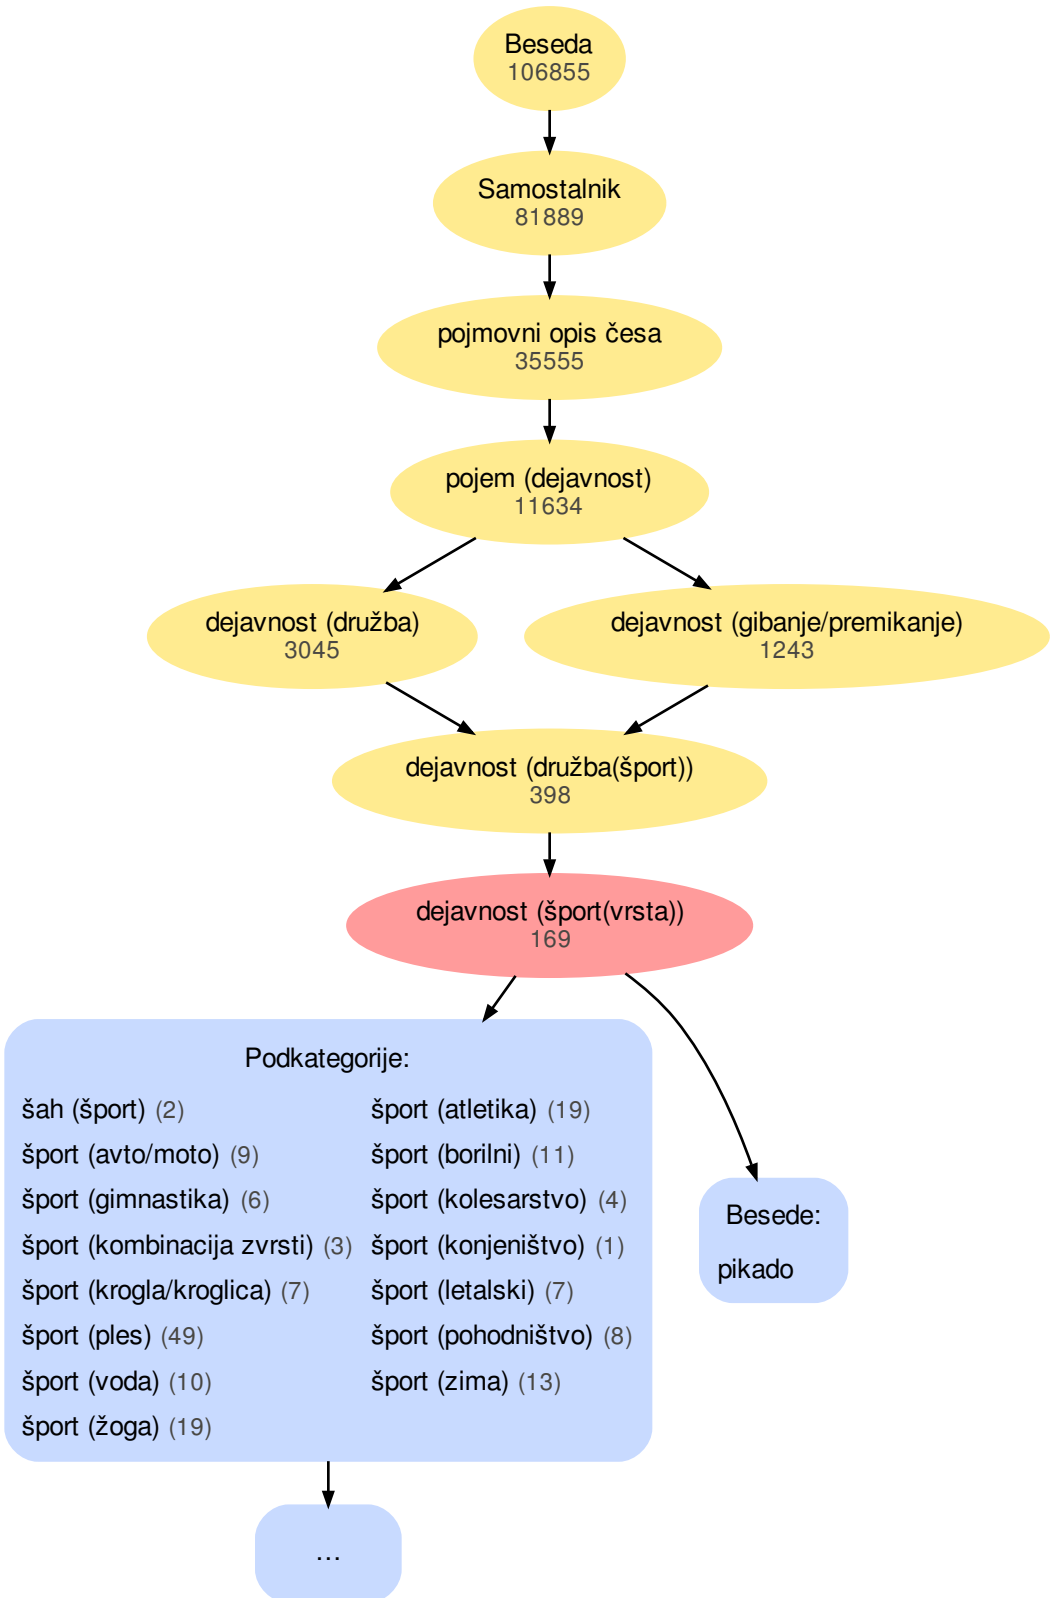 Beseda
106855
Samostalnik
81889
pojmovni opis česa
35555
pojem (dejavnost)
11634
dejavnost (družba)
3045
dejavnost (gibanje/premikanje)
1243
dejavnost (družba(šport))
398
dejavnost (šport(vrsta))
169
Podkategorije:
šah (šport) (2)
šport (atletika) (19)
šport (avto/moto) (9)
šport (borilni) (11)
šport (gimnastika) (6)
šport (kolesarstvo) (4)
šport (kombinacija zvrsti) (3)
šport (konjeništvo) (1)
šport (krogla/kroglica) (7)
šport (letalski) (7)
šport (ples) (49)
šport (pohodništvo) (8)
šport (voda) (10)
šport (zima) (13)
šport (žoga) (19)
Besede:
pikado
...